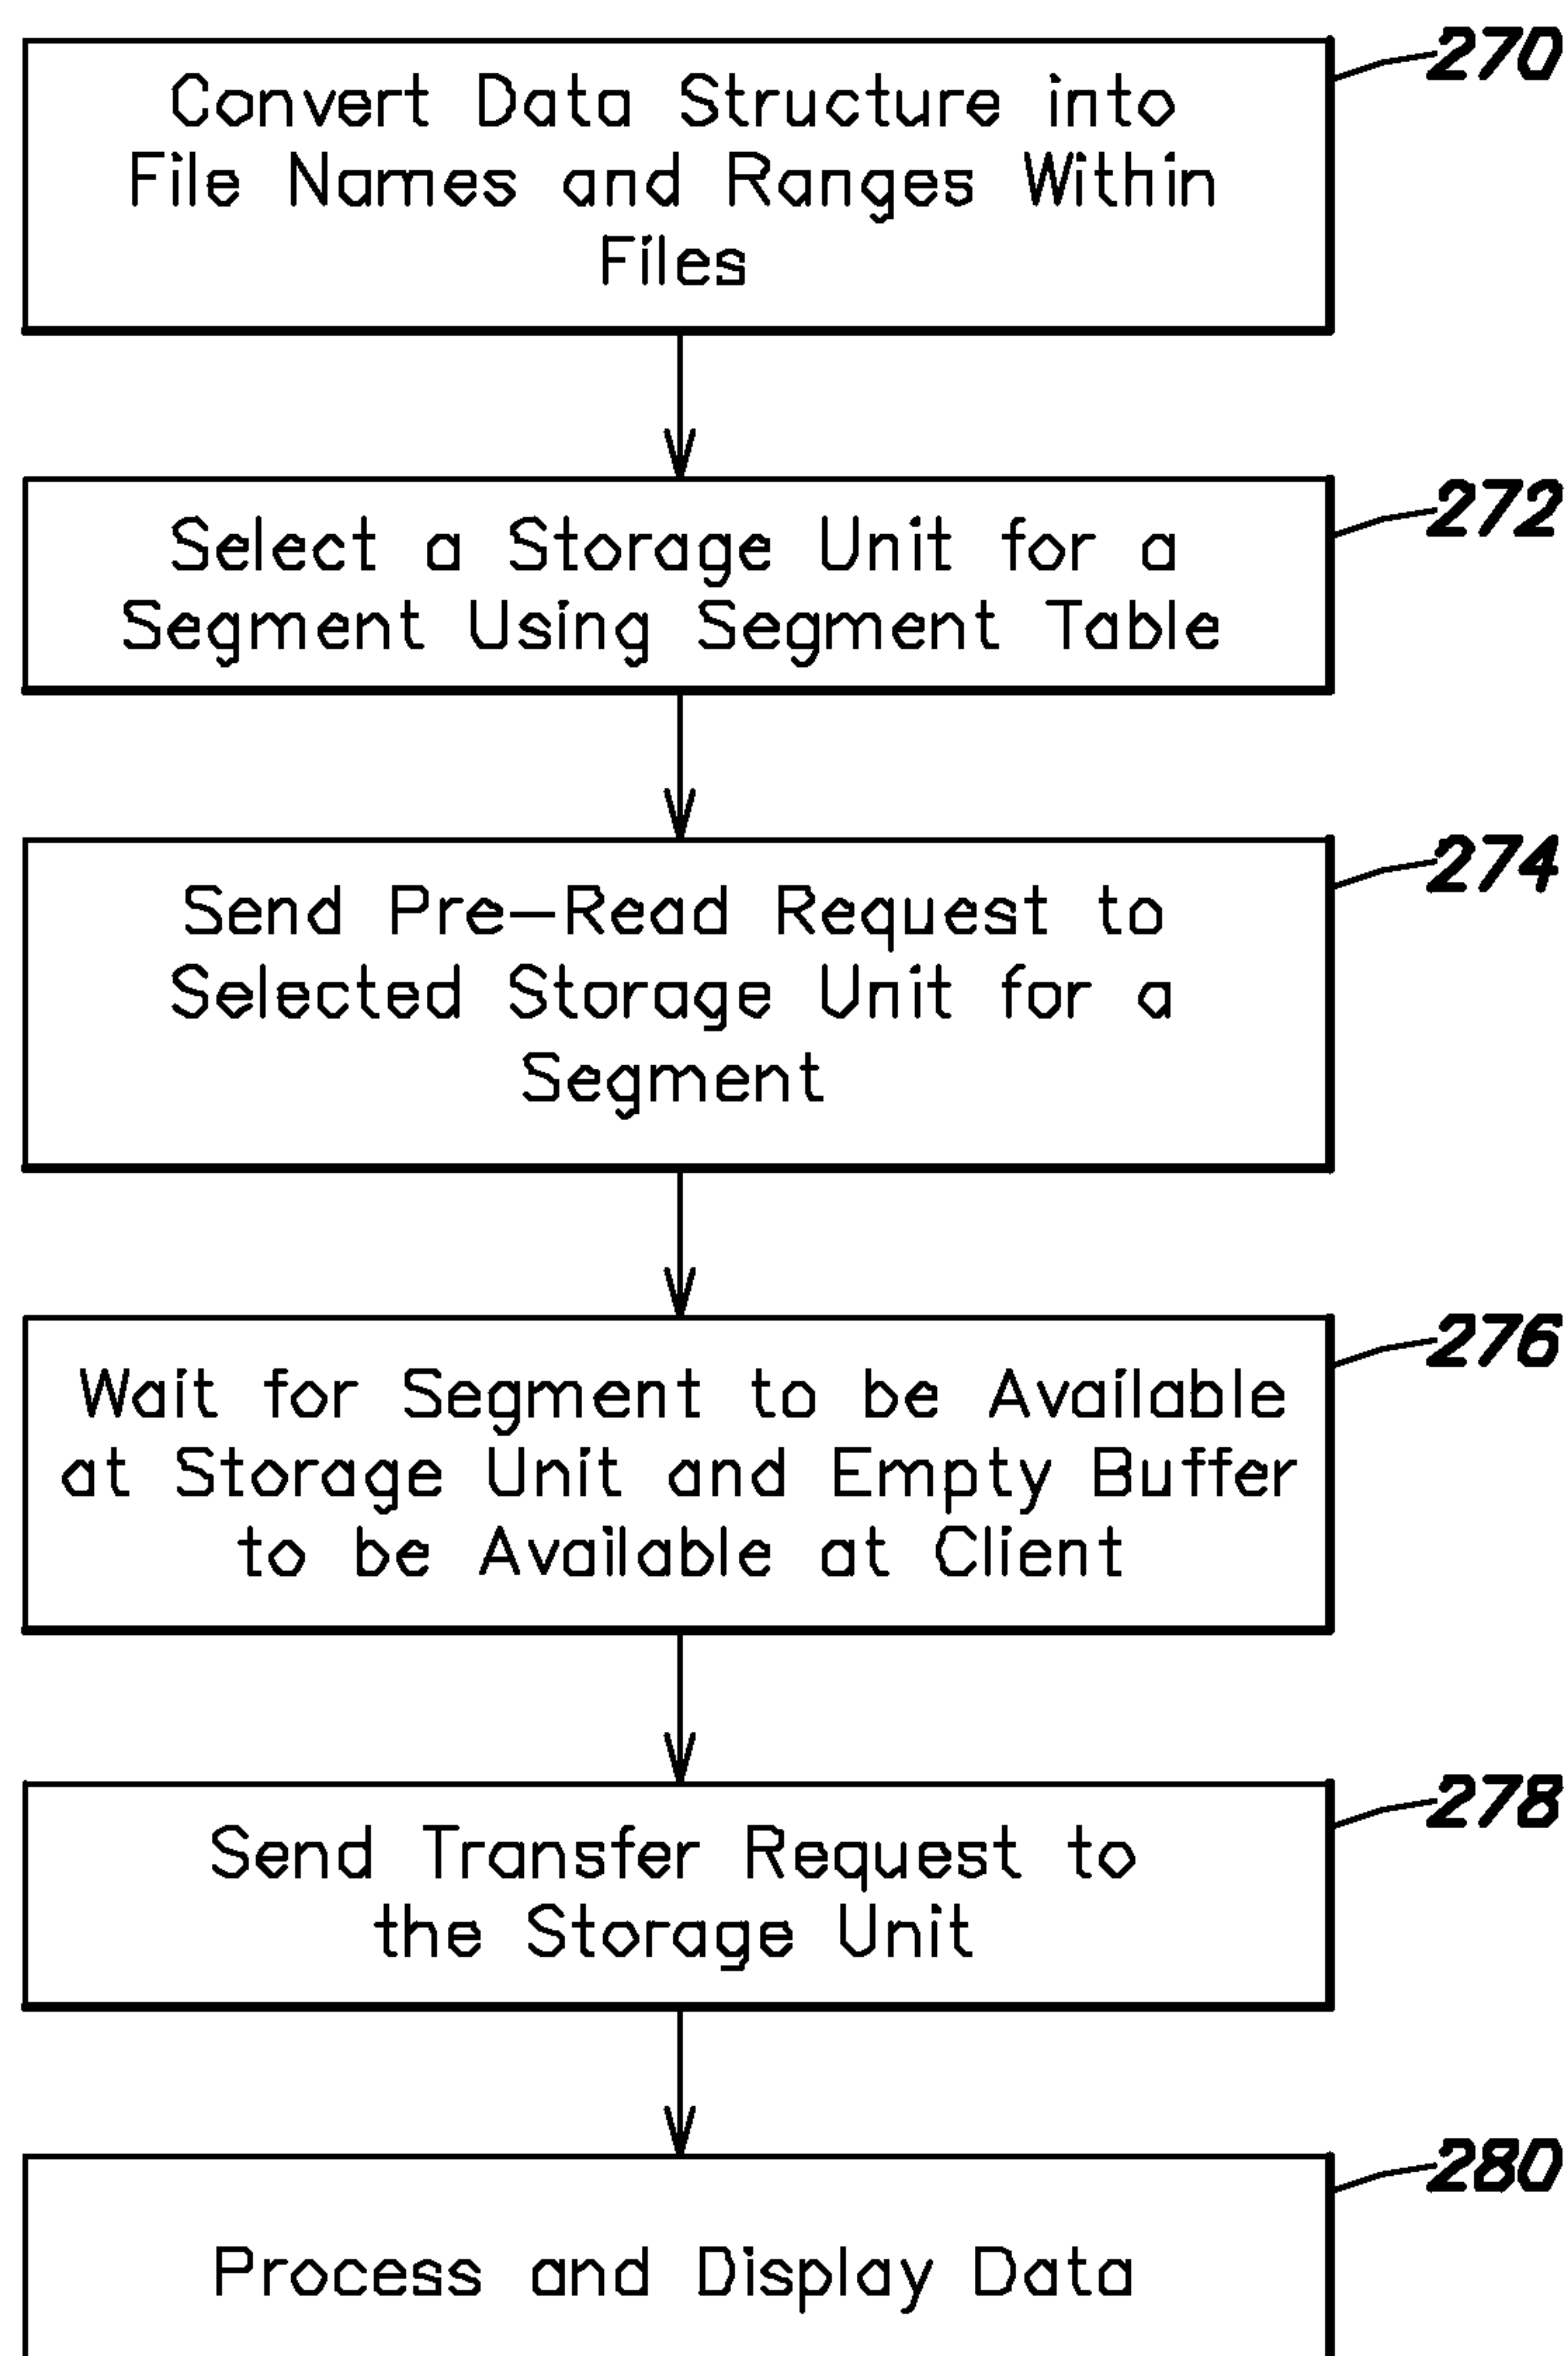 270
Convert Data Structure into
File Names and Ranges Within
Files
272
Select a Storage Unit for a
Segment Using Segment Table
274
Send Pre-Read Request to
Selected Storage Unit for a
Segment
276
Wait for Segment to be Available
at Storage Unit and Empty Buffer
to be Available at Client
278
Send Transfer Request to
the Storage Unit
280
Process and Display Data